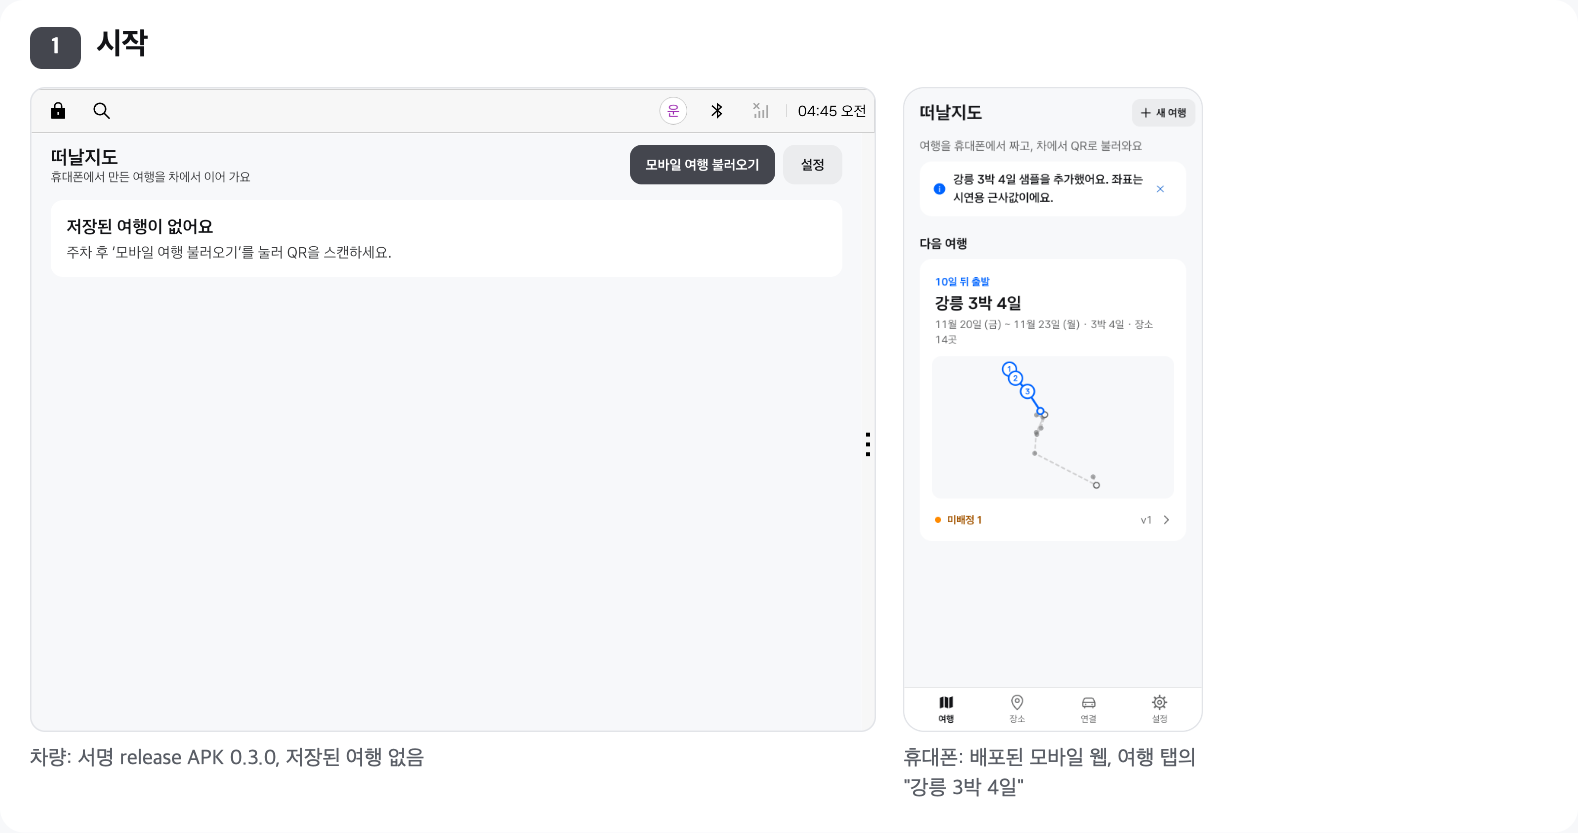 1 시작
운
04:45 오전
떠날지도
휴대폰에서 만든 여행을 차에서 이어 가요
모바일 여행 불러오기
설정
저장된 여행이 없어요
주차 후 ‘모바일 여행 불러오기’를 눌러 QR을 스캔하세요.
차량: 서명 release APK 0.3.0, 저장된 여행 없음
떠날지도
+ 새 여행
여행을 휴대폰에서 짜고, 차에서 QR로 불러와요
강릉 3박 4일 샘플을 추가했어요. 좌표는
시연용 근사값이에요.
다음 여행
10일 뒤 출발
강릉 3박 4일
11월 20일 (금) ~ 11월 23일 (월) · 3박 4일 · 장소
14곳
1
2
3
미배정 1
v1
여행
장소
연결
설정
휴대폰: 배포된 모바일 웹, 여행 탭의
"강릉 3박 4일"